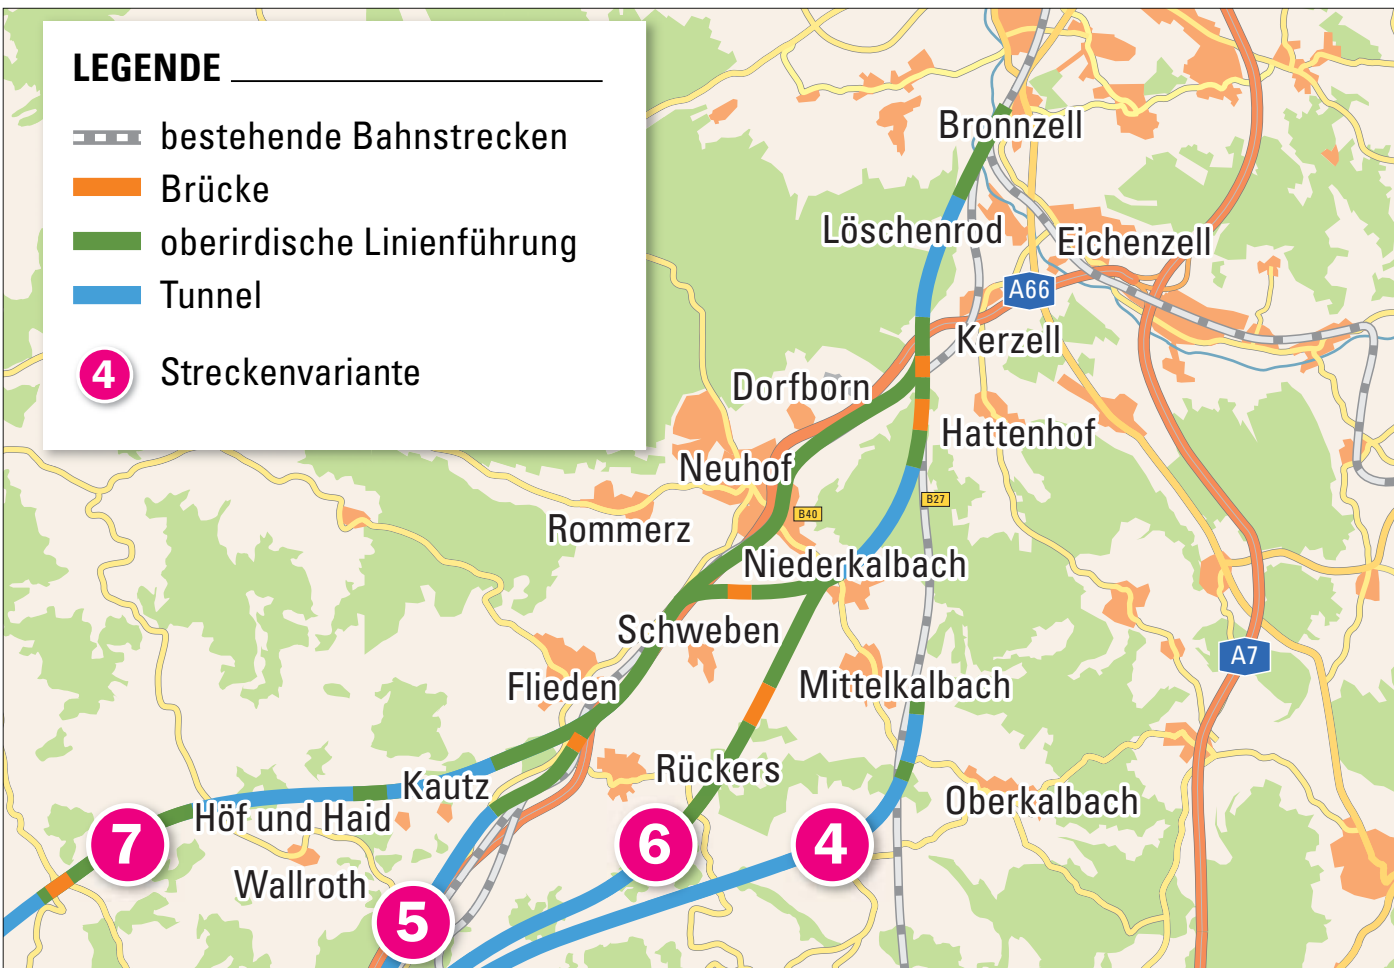 LEGENDE
bestehende Bahnstrecken
Brücke
oberirdische Linienführung
Tunnel
4 Streckenvariante
Bronnzell
Löschenrod
Eichenzell
A66
Kerzell
Dorfborn
Hattenhof
Neuhof
B27
B40
Rommerz
Niederkalbach
Schweben
A7
Flieden
Mittelkalbach
Rückers
Kautz
Oberkalbach
Höf und Haid
7
6
4
Wallroth
5